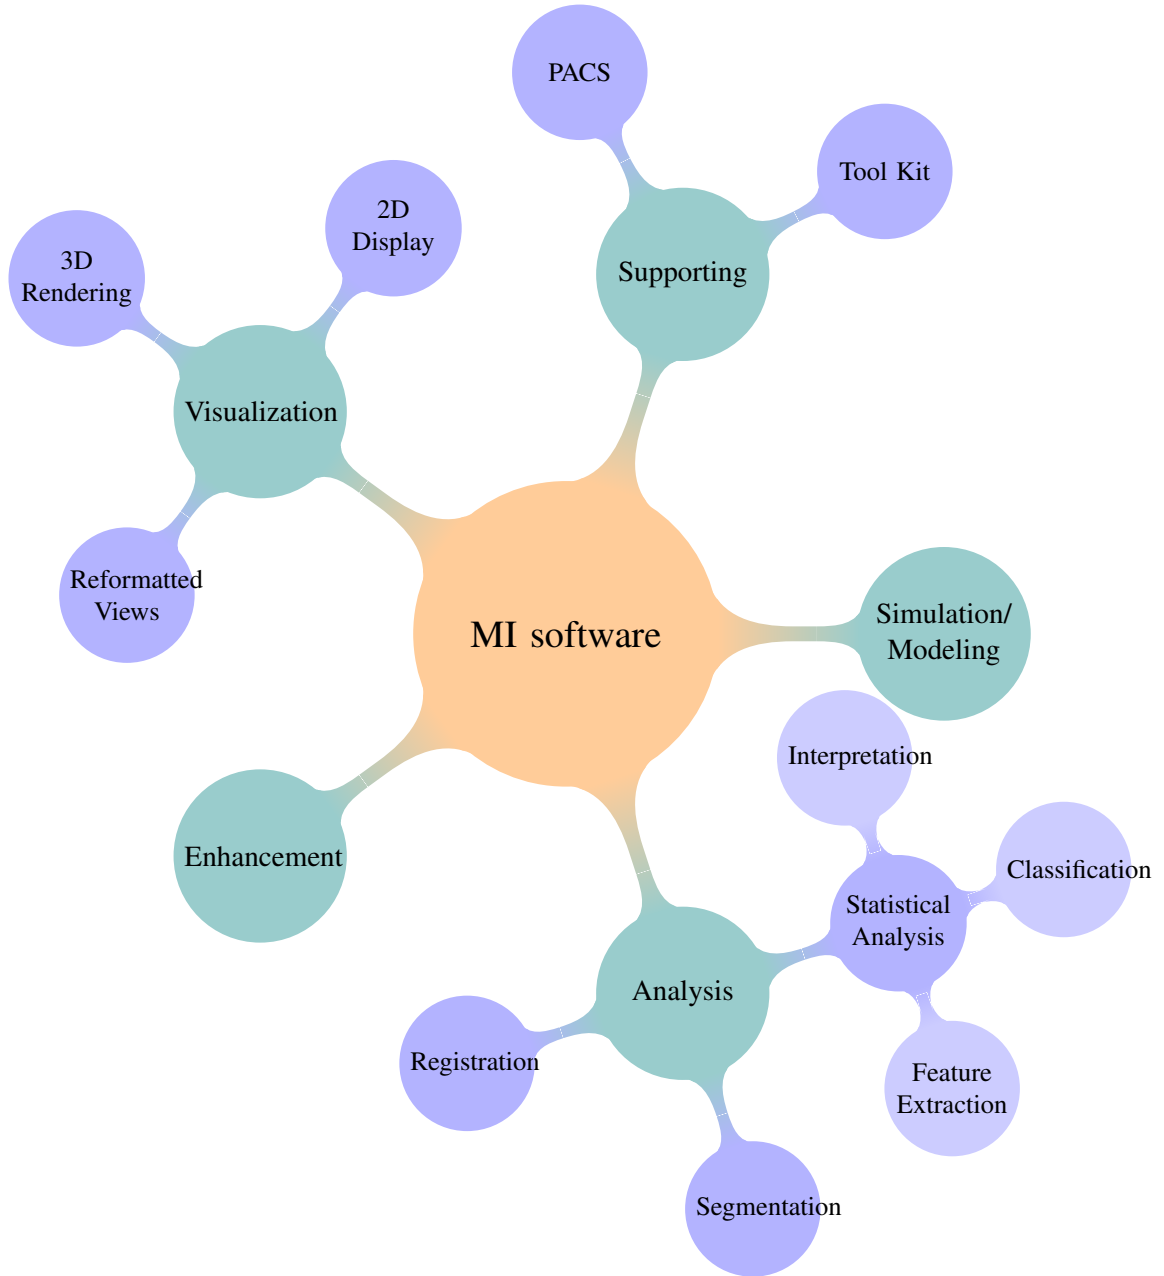 PACS
Tool Kit
2D
Display
3D
Rendering
Supporting
Visualization
Reformatted
Views
Simulation/
Modeling
MI software
Interpretation
Enhancement
Classification
Statistical
Analysis
Analysis
Registration
Feature
Extraction
Segmentation